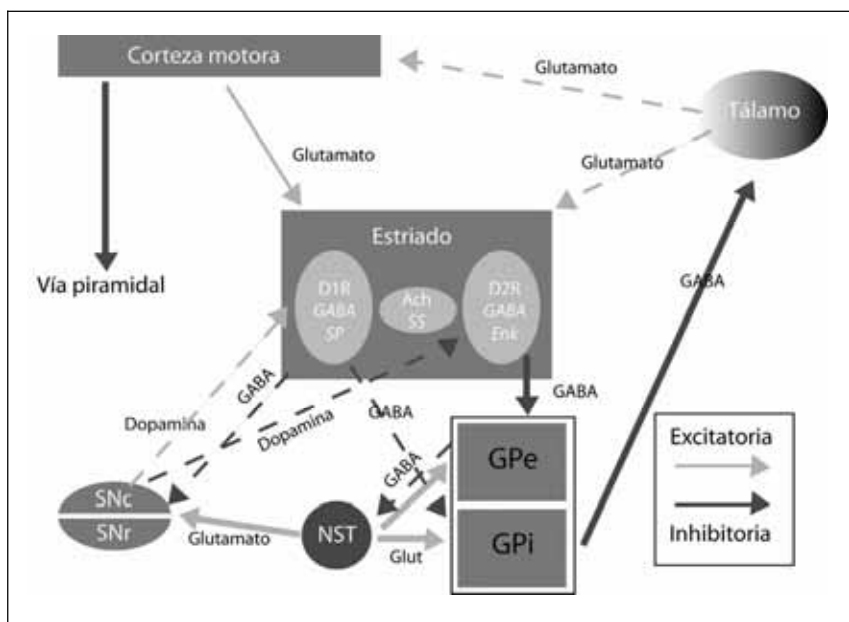 Corteza motora
Glutamato
Tálamo
Glutamato
Glutamato
Estriado
Vía piramidal
D1R
GABA
SP
Ach
SS
D2R
GABA
Enk
GABA
GABA
GABA
GABA
Dopamina
Dopamina
GABA
Excitatoria
GPe
SNc
SNr
NST
Glutamato
Glut
GPi
Inhibitoria